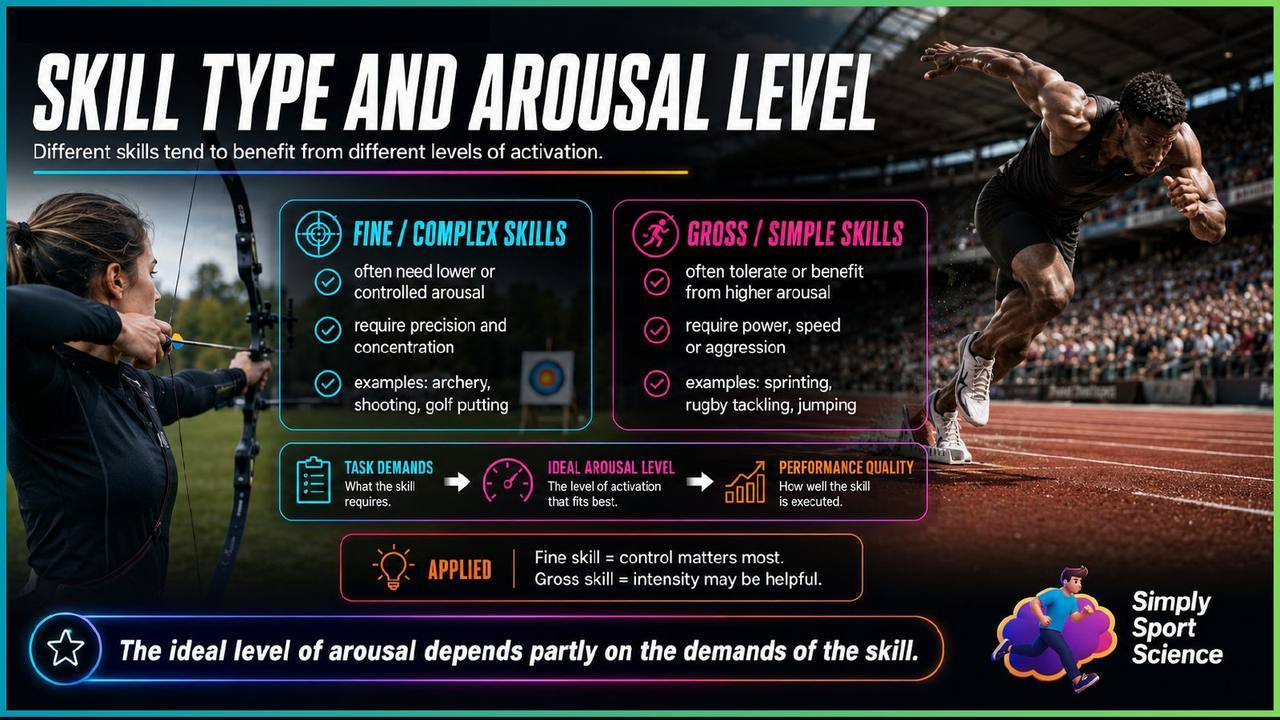 SKILL TYPE AND AROUSAL LEVEL
Different skills tend to benefit from different levels of activation.
FINE / COMPLEX SKILLS
often need lower or
controlled arousal
require precision and
concentration
examples: archery,
shooting, golf putting
GROSS / SIMPLE SKILLS
often tolerate or benefit
from higher arousal
require power, speed
or aggression
examples: sprinting,
rugby tackling, jumping
TASK DEMANDS
What the skill
requires.
IDEAL AROUSAL LEVEL
The level of activation
that fits best.
PERFORMANCE QUALITY
How well the skill
is executed.
APPLIED
Fine skill = control matters most.
Gross skill = intensity may be helpful.
The ideal level of arousal depends partly on the demands of the skill.
Simply
Sport
Science